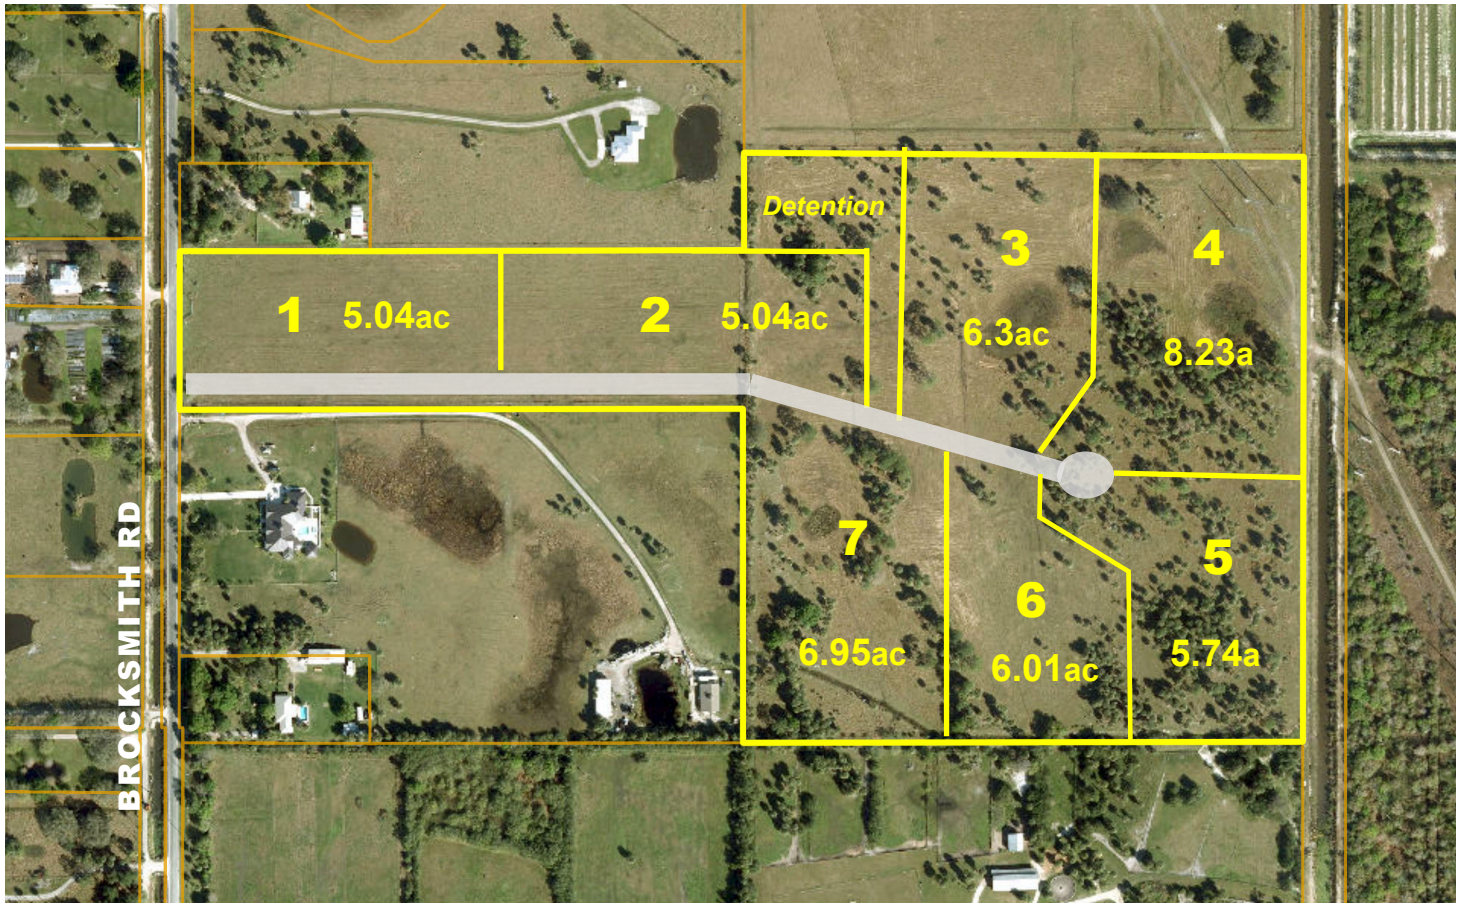 Detention
3
4
1 5.04ac
2 5.04ac
6.3ac
8.23a
7
5
6
6.95ac
6.01ac
5.74a
BROCKSMITH RD